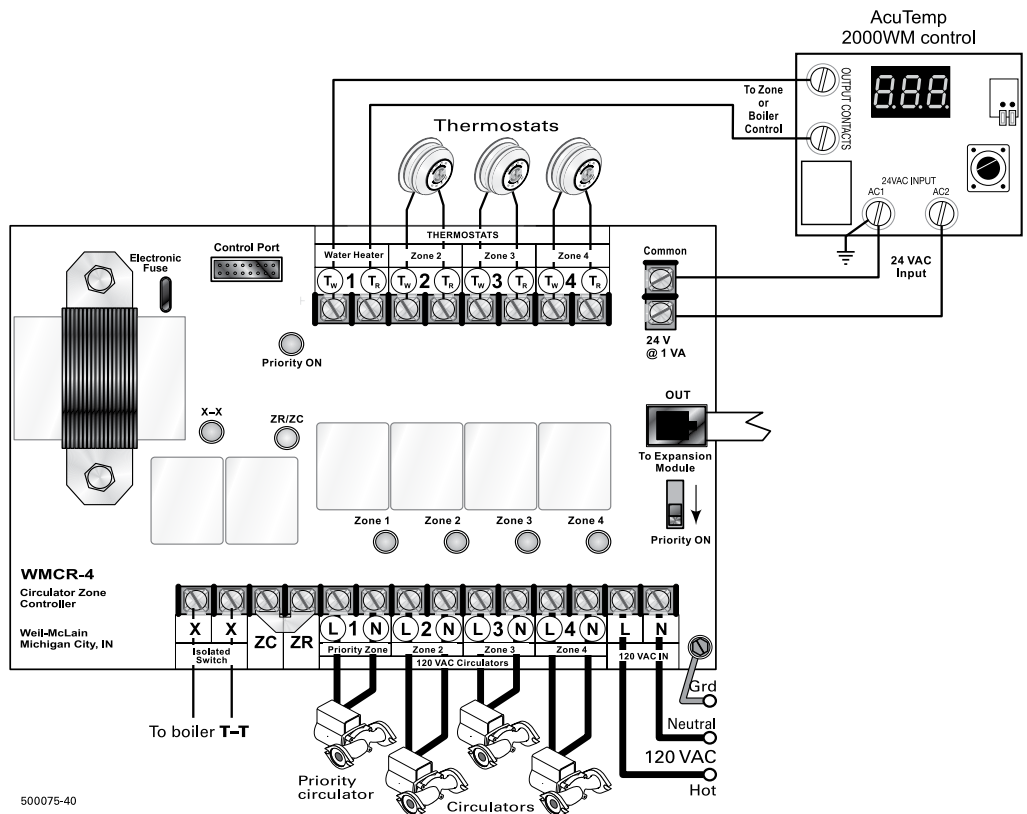 AcuTemp
2000WM control
OUTPUT CONTACTS
8.8.8.
To Zone
or
Boiler
Control
24VAC INPUT
AC1
AC2
24 VAC
Input
Thermostats
THERMOSTATS
Water Heater
Zone 2
Zone 3
Zone 4
TW 1 TR
TW 2 TR
TW 3 TR
TW 4 TR
Common
24 V
@ 1 VA
Electronic
Fuse
Control Port
Priority ON
X–X
ZR/ZC
OUT
To Expansion
Module
Priority ON
Zone 1
Zone 2
Zone 3
Zone 4
WMCR-4
Circulator Zone
Controller
Weil-McLain
Michigan City, IN
X X
Isolated
Switch
ZC ZR
L 1 N
L 2 N
L 3 N
L 4 N
L N
Priority Zone
Zone 2
Zone 3
Zone 4
120 VAC Circulators
120 VAC IN
Grd
Neutral
120 VAC
Hot
To boiler T–T
Priority
circulator
Circulators
500075-40